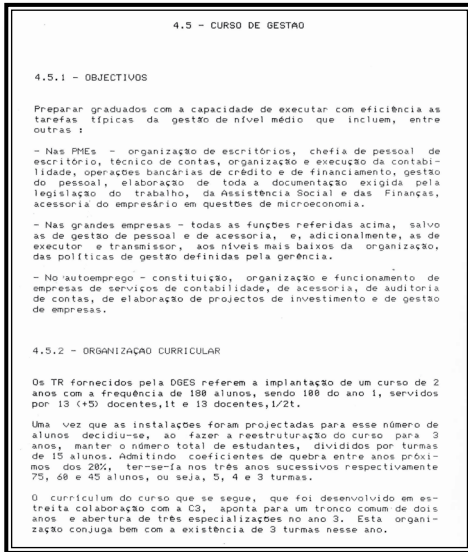 4.5 - CURSO DE GESTAO
4.5.1 - OBJECTIVOS
Preparar graduados com a capacidade de executar com eficiência as
tarefas típicas da gestão de nível médio que incluem, entre
outras :
- Nas PMEs - organização de escritórios, chefia de pessoal de
escritório, técnico de contas, organização e execução da contabi-
lidade, operações bancárias de crédito e de financiamento, gestão
do pessoal, elaboração de toda a documentação exigida pela
legislação do trabalho, da Assistência Social e das Finanças,
acessoria do empresário em questões de microeconomia.
- Nas grandes empresas - todas as funções referidas acima, salvo
as de gestão de pessoal e de acessoria, e, adicionalmente, as de
executor e transmissor, aos níveis mais baixos da organização,
das políticas de gestão definidas pela gerência.
- No autoemprego - constituição, organização e funcionamento de
empresas de serviços de contabilidade, de acessoria, de auditoria
de contas, de elaboração de projectos de investimento e de gestão
de empresas.
4.5.2 - ORGANIZAÇAO CURRICULAR
Os TR fornecidos pela DGES referem a implantação de um curso de 2
anos com a frequência de 180 alunos, sendo 100 do ano 1, servidos
por 13 (+5) docentes,1t e 13 docentes,1/2t.
Uma vez que as instalações foram projectadas para esse número de
alunos decidiu-se, ao fazer a reestruturação do curso para 3
anos, manter o número total de estudantes, divididos por turmas
de 15 alunos. Admitindo coeficientes de quebra entre anos próxi-
mos dos 20%, ter-se-ía nos três anos sucessivos respectivamente
75, 60 e 45 alunos, ou seja, 5, 4 e 3 turmas.
O currículum do curso que se segue, que foi desenvolvido em es-
treita colaboração com a C3, aponta para um tronco comum de dois
anos e abertura de três especializações no ano 3. Esta organi-
zação conjuga bem com a existência de 3 turmas nesse ano.